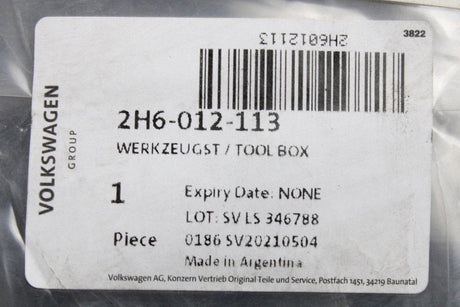 3822
2H6012113
VOLKSWAGEN
GROUP
2H6-012-113
WERKZEUGST / TOOL BOX
1
Expiry Date: NONE
LOT: SV LS 346788
Piece
0186 SV20210504
Made in Argentina
Volkswagen AG, Konzern Vertrieb Original Teile und Service, Postfach 1451, 34219 Baunatal